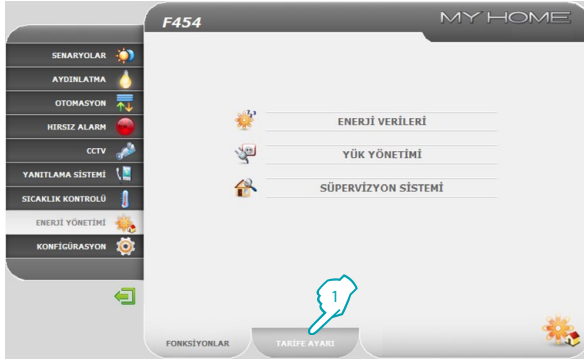 F454
MY HOME
SENARYOLAR
AYDINLATMA
OTOMASYON
HIRSIZ ALARM
CCTV
YANITLAMA SİSTEMİ
SICAKLIK KONTROLÜ
ENERJİ YÖNETİMİ
KONFİGÜRASYON
ENERJİ VERİLERİ
YÜK YÖNETİMİ
SÜPERVİZYON SİSTEMİ
1
FONKSİYONLAR
TARİFE AYARI